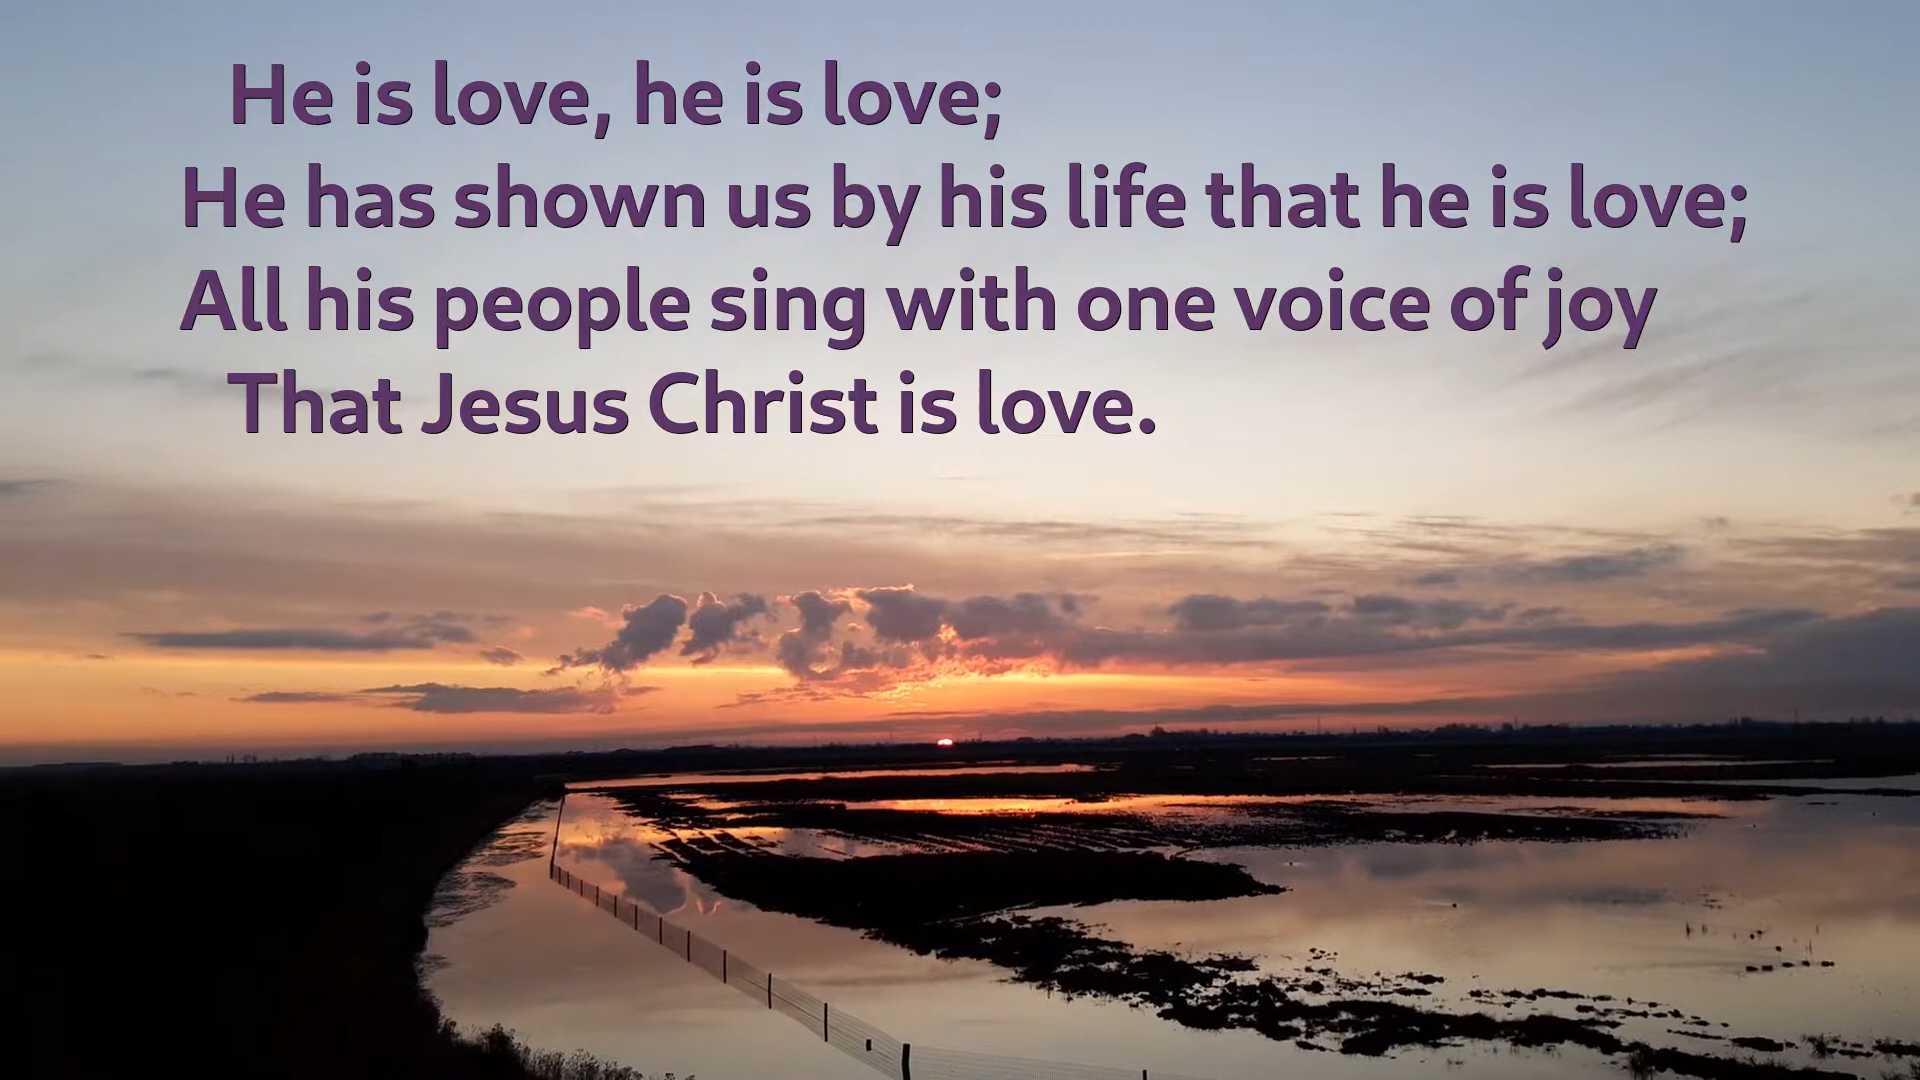 He is love, he is love;
He has shown us by his life that he is love;
All his people sing with one voice of joy
That Jesus Christ is love.